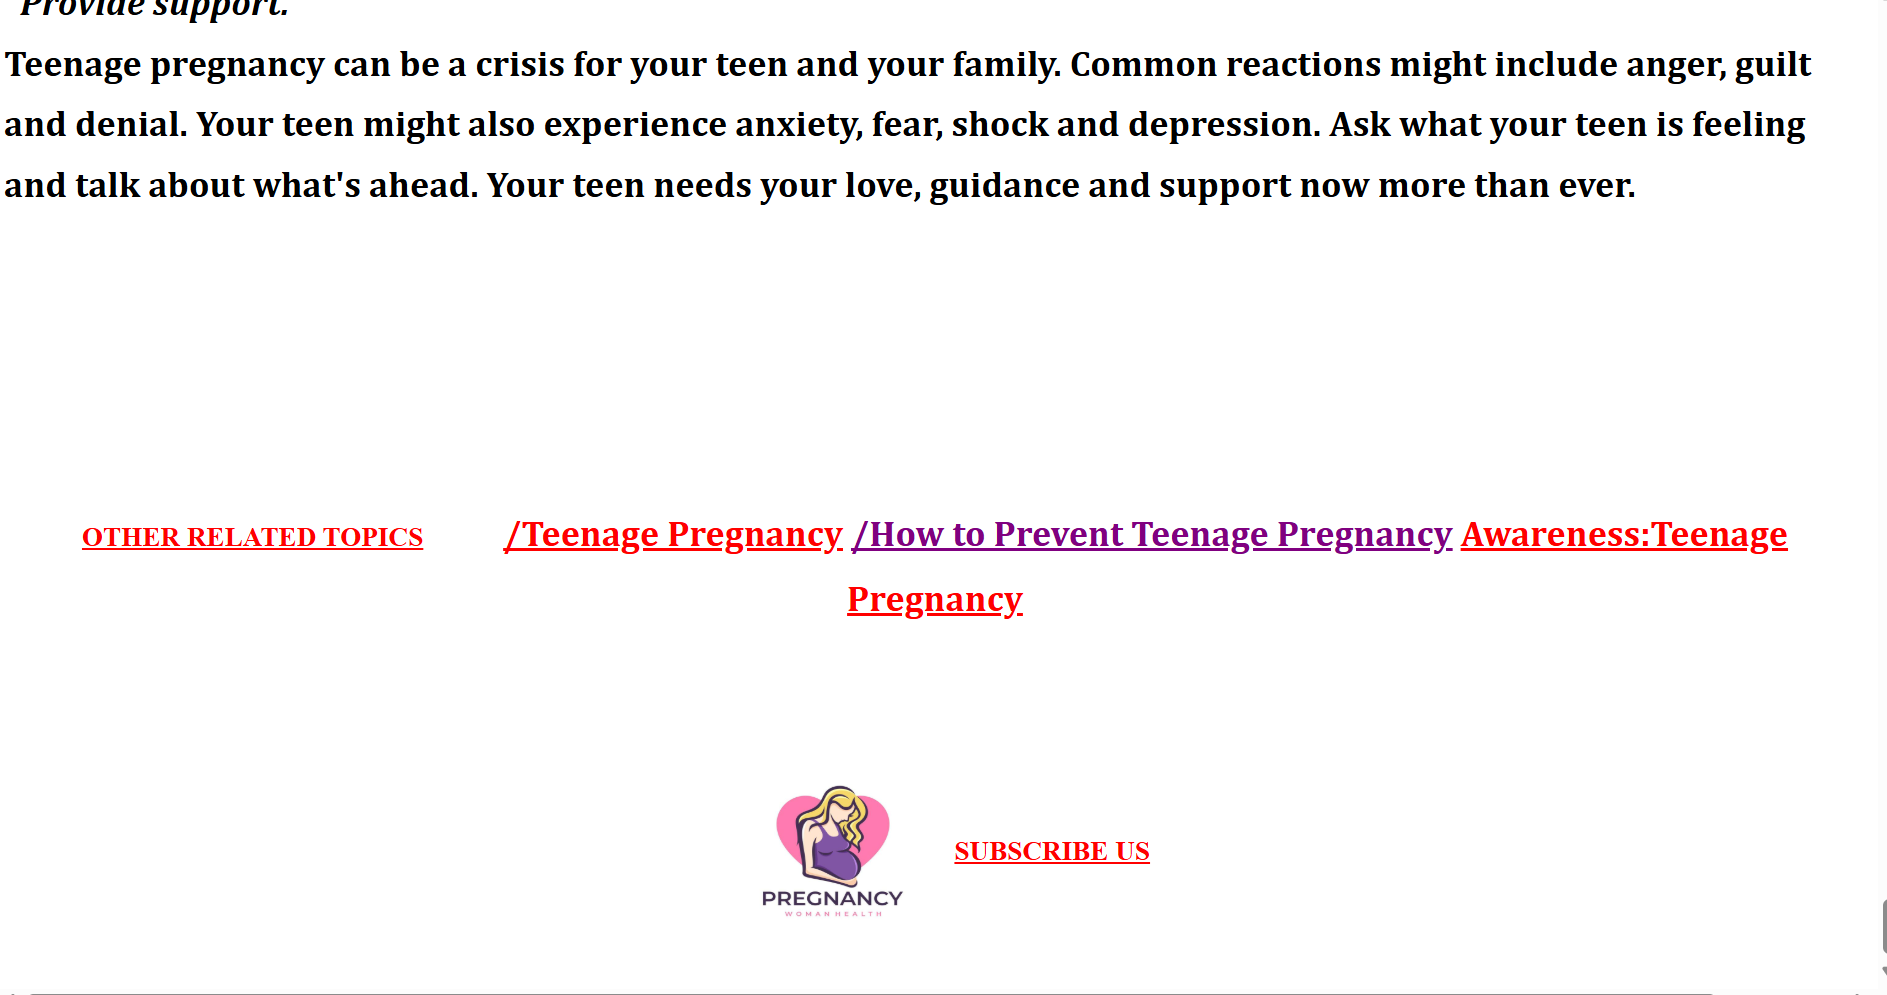 Provide support.
Teenage pregnancy can be a crisis for your teen and your family. Common reactions might include anger, guilt
and denial. Your teen might also experience anxiety, fear, shock and depression. Ask what your teen is feeling
and talk about what's ahead. Your teen needs your love, guidance and support now more than ever.
OTHER RELATED TOPICS /Teenage Pregnancy /How to Prevent Teenage Pregnancy Awareness:Teenage
Pregnancy
SUBSCRIBE US
PREGNANCY
WOMAN HEALTH